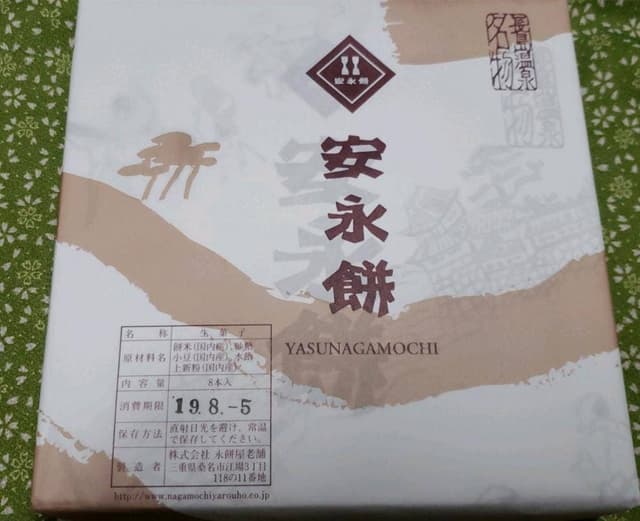 安永餅
名物
安永餅
YASUNAGAMOCHI
名称 生菓子
原材料名 餅米(国内産)、砂糖
小豆(国内産)、水飴
上新粉(国内産)
内容量 8本入
消費期限 19.8.-5
保存方法 直射日光を避け、常温
で保存してください。
製造者 株式会社 永餅屋老舗
三重県桑名市江場3丁目
118の11番地
http://www.nagamochiyarouho.co.jp